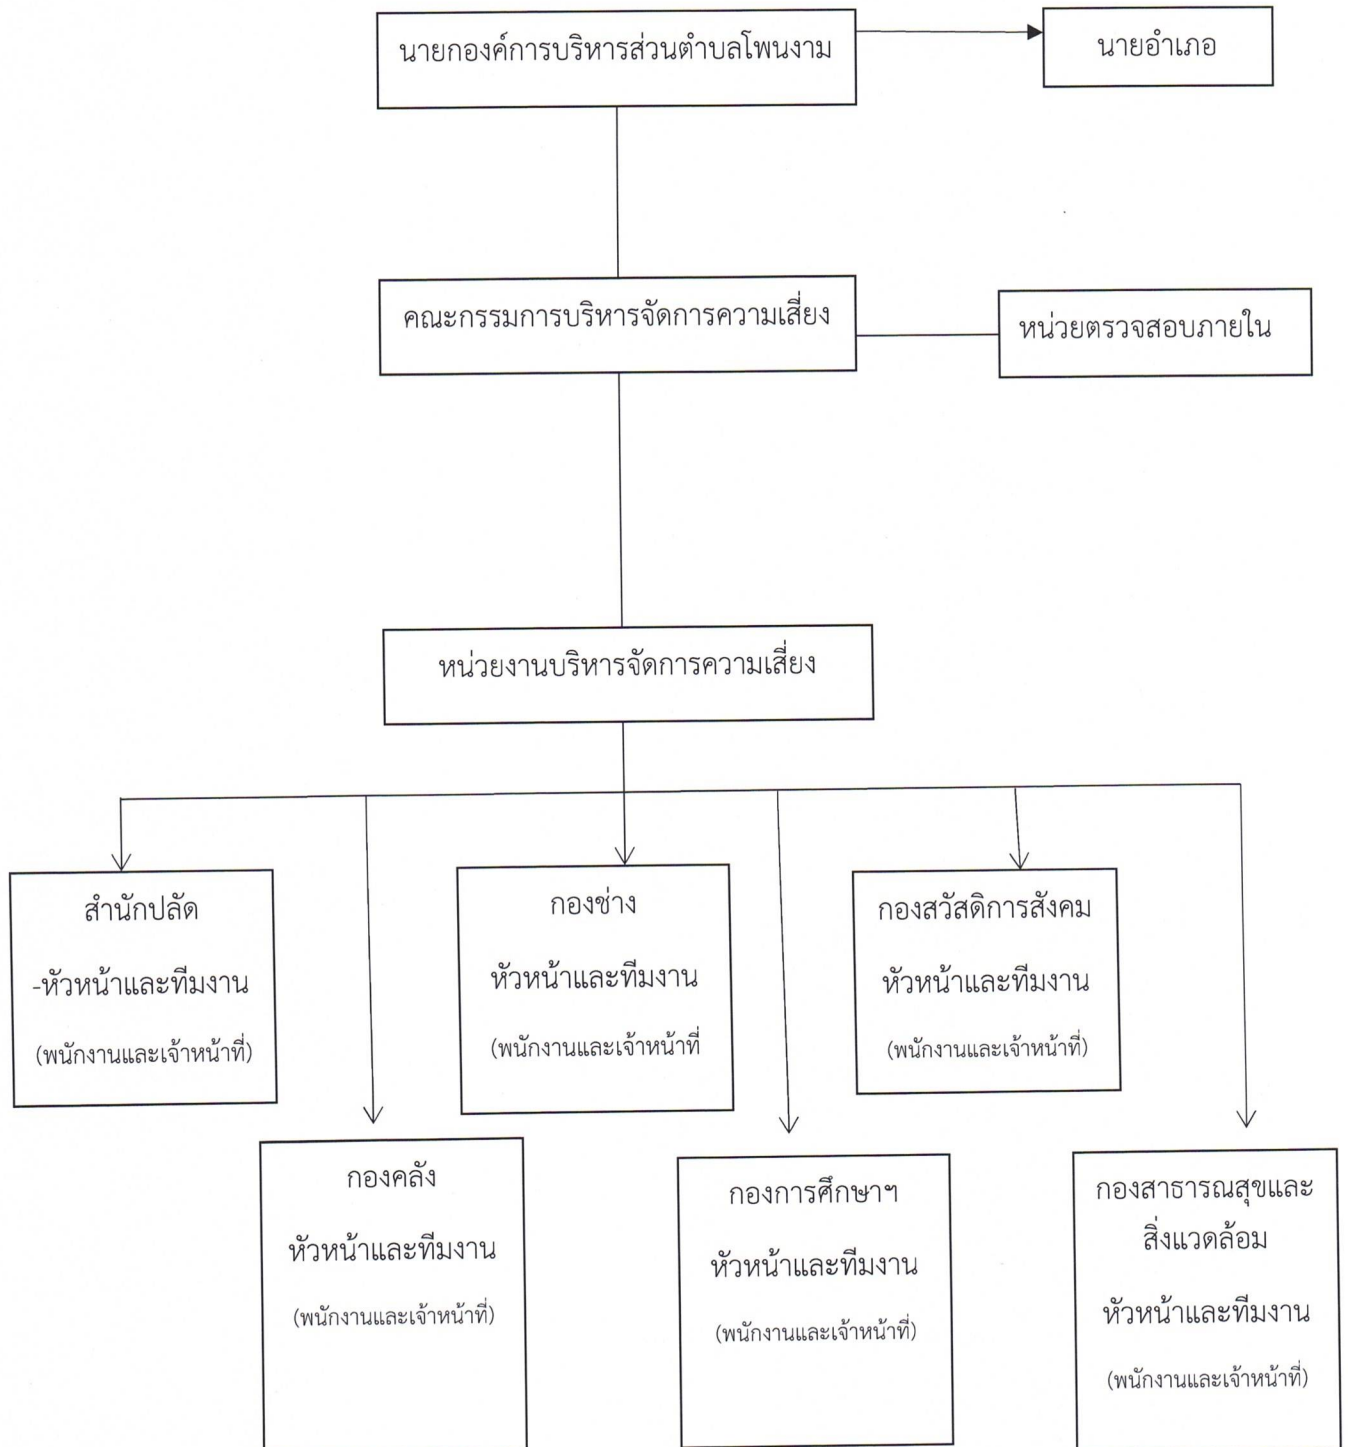 นายกองค์การบริหารส่วนตำบลโพนงาม
นายอำเภอ
คณะกรรมการบริหารจัดการความเสี่ยง
หน่วยตรวจสอบภายใน
หน่วยงานบริหารจัดการความเสี่ยง
สำนักปลัด
-หัวหน้าและทีมงาน
(พนักงานและเจ้าหน้าที่)
กองช่าง
หัวหน้าและทีมงาน
(พนักงานและเจ้าหน้าที่
กองสวัสดิการสังคม
หัวหน้าและทีมงาน
(พนักงานและเจ้าหน้าที่)
กองคลัง
หัวหน้าและทีมงาน
(พนักงานและเจ้าหน้าที่)
กองการศึกษาฯ
หัวหน้าและทีมงาน
(พนักงานและเจ้าหน้าที่)
กองสาธารณสุขและ
สิ่งแวดล้อม
หัวหน้าและทีมงาน
(พนักงานและเจ้าหน้าที่)